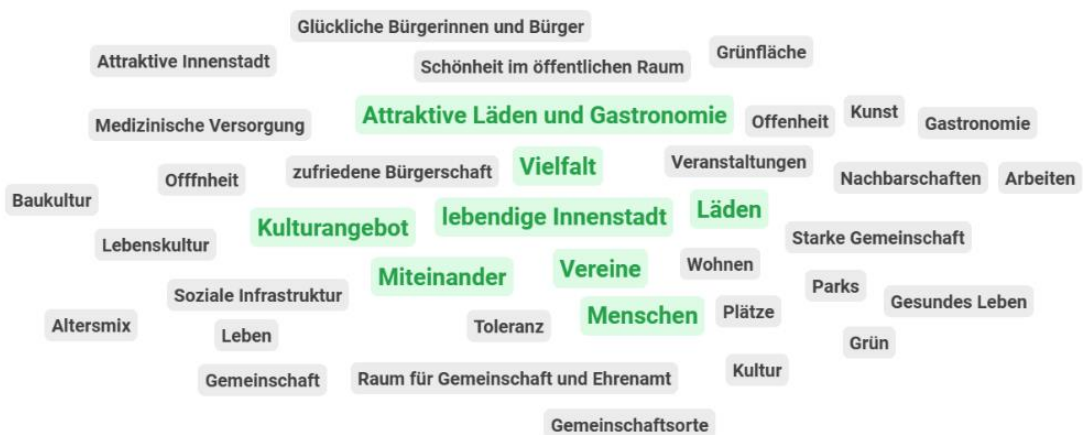 Glückliche Bürgerinnen und Bürger
Attraktive Innenstadt
Schönheit im öffentlichen Raum
Grünfläche
Attraktive Läden und Gastronomie
Medizinische Versorgung
Offenheit
Kunst
Gastronomie
Offfnheit
zufriedene Bürgerschaft
Vielfalt
Veranstaltungen
Nachbarschaften
Arbeiten
Baukultur
Kulturangebot
lebendige Innenstadt
Läden
Lebenskultur
Starke Gemeinschaft
Miteinander
Vereine
Wohnen
Soziale Infrastruktur
Parks
Gesundes Leben
Altersmix
Leben
Toleranz
Menschen
Plätze
Grün
Gemeinschaft
Raum für Gemeinschaft und Ehrenamt
Kultur
Gemeinschaftsorte